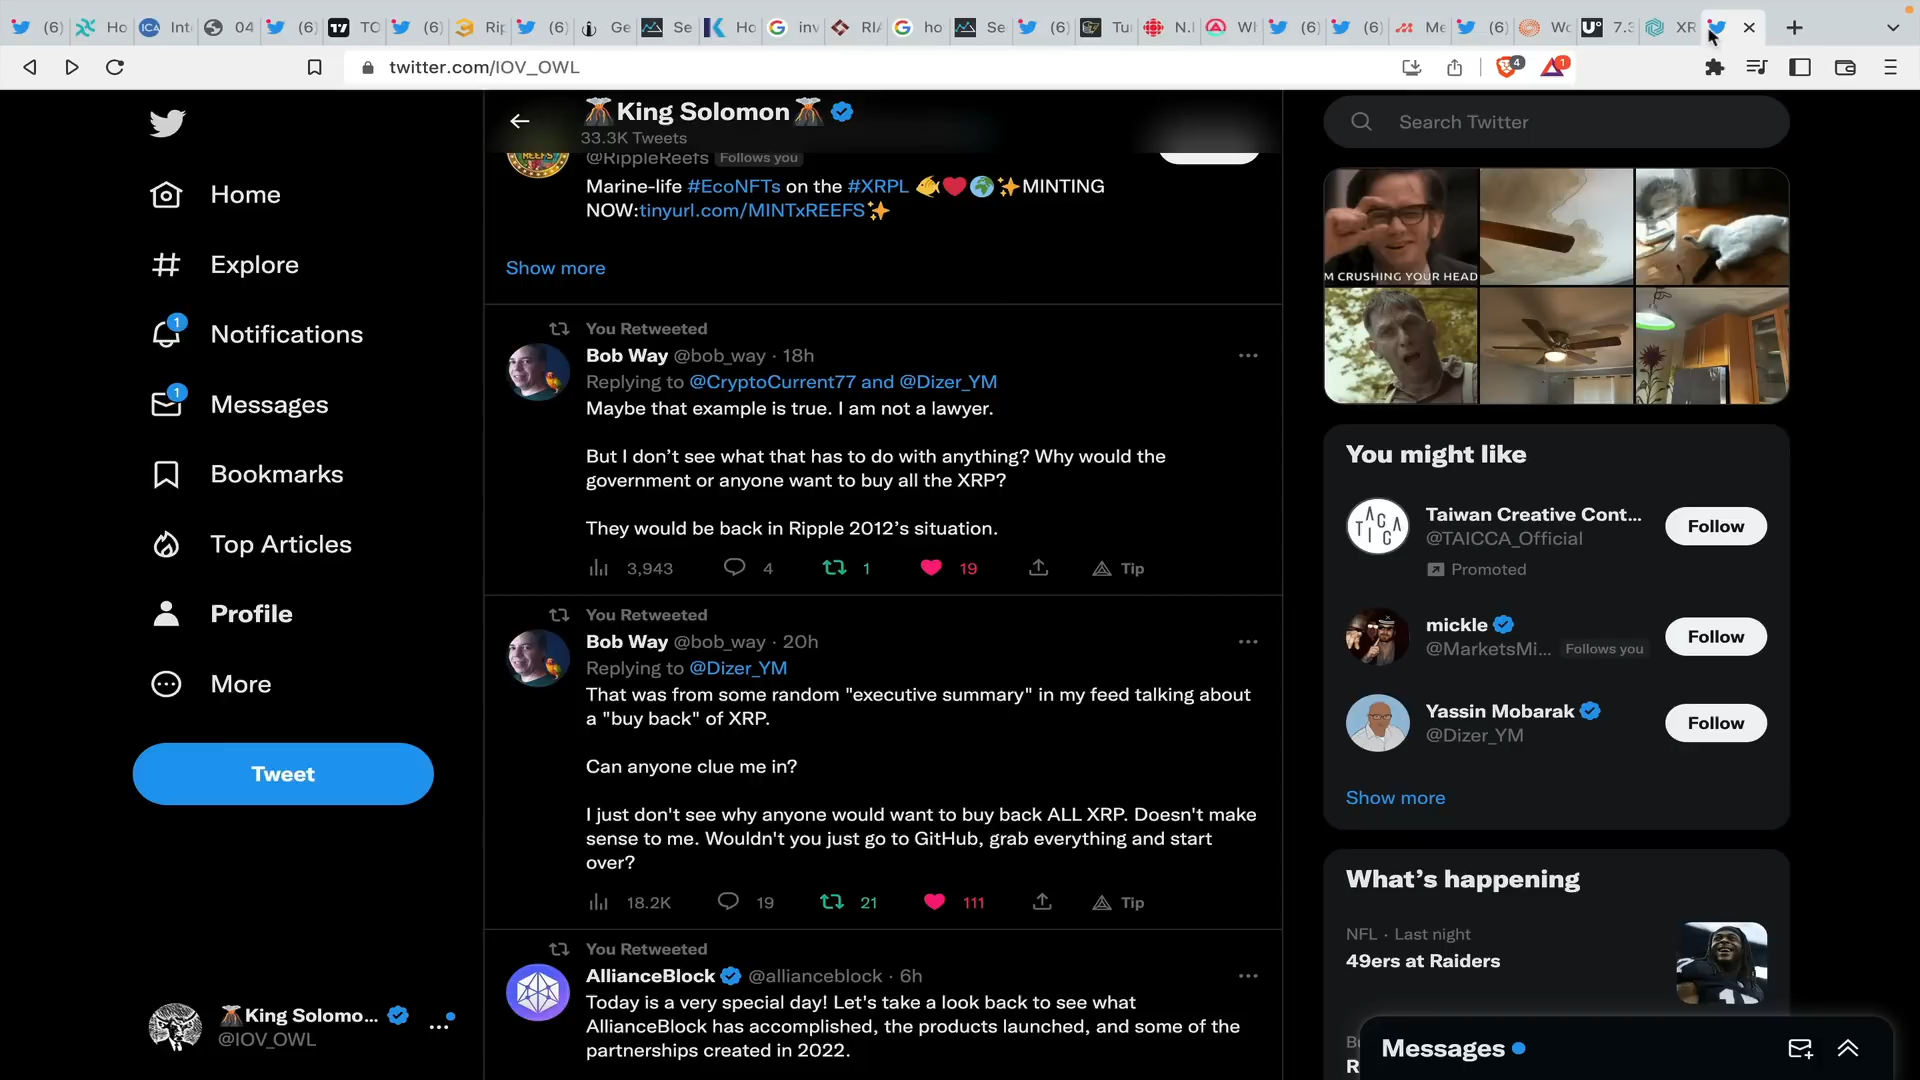 (6)
Ho
Int
04
(6)
TO
(6)
Rip
(6)
Ge
Se
Ho
inv
RIA
ho
Se
(6)
Tu
N.I
Wh
(6)
(6)
Me
(6)
Wo
7.3
XR
twitter.com/IOV_OWL
4
1
🌋King Solomon🌋
33.3K Tweets
Search Twitter
REEFS
@RippleReefs Follows you
Marine-life #EcoNFTs on the #XRPL 🐠❤️🌍✨MINTING
NOW:tinyurl.com/MINTxREEFS✨
Show more
Home
Explore
1
Notifications
1
Messages
Bookmarks
Top Articles
Profile
More
Tweet
🌋King Solomo...
@IOV_OWL
You Retweeted
Bob Way @bob_way · 18h
Replying to @CryptoCurrent77 and @Dizer_YM
Maybe that example is true. I am not a lawyer.
But I don’t see what that has to do with anything? Why would the
government or anyone want to buy all the XRP?
They would be back in Ripple 2012’s situation.
3,943 4 1 19 Tip
You Retweeted
Bob Way @bob_way · 20h
Replying to @Dizer_YM
That was from some random "executive summary" in my feed talking about
a "buy back" of XRP.
Can anyone clue me in?
I just don't see why anyone would want to buy back ALL XRP. Doesn't make
sense to me. Wouldn't you just go to GitHub, grab everything and start
over?
18.2K 19 21 111 Tip
You Retweeted
AllianceBlock @allianceblock · 6h
Today is a very special day! Let's take a look back to see what
AllianceBlock has accomplished, the products launched, and some of the
partnerships created in 2022.
M CRUSHING YOUR HEAD
You might like
TAICCA
Taiwan Creative Cont...
@TAICCA_Official
Promoted
Follow
mickle
@MarketsMi... Follows you
Follow
Yassin Mobarak
@Dizer_YM
Follow
Show more
What’s happening
NFL · Last night
49ers at Raiders
Messages